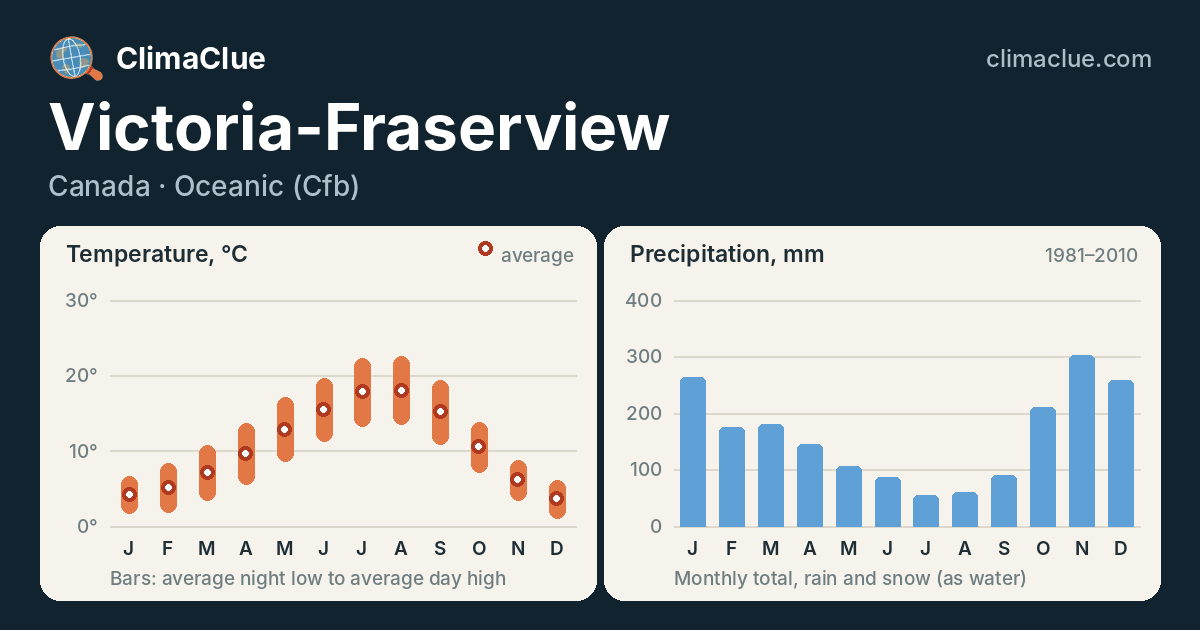 ClimaClue
climaclue.com
Victoria-Fraserview
Canada · Oceanic (Cfb)
Temperature, °C
average
30°
20°
10°
0°
J F M A M J J A S O N D
Bars: average night low to average day high
Precipitation, mm
1981–2010
400
300
200
100
0
J F M A M J J A S O N D
Monthly total, rain and snow (as water)